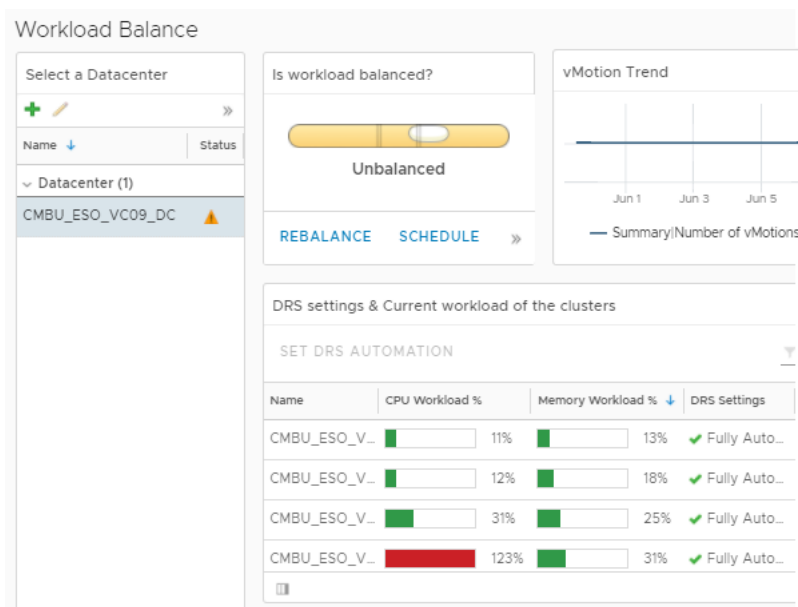 Workload Balance
Select a Datacenter
Name
Status
Datacenter (1)
CMBU_ESO_VC09_DC
Is workload balanced?
Unbalanced
REBALANCE SCHEDULE
vMotion Trend
Jun 1 Jun 3 Jun 5
Summary|Number of vMotions
DRS settings & Current workload of the clusters
SET DRS AUTOMATION
Name CPU Workload % Memory Workload % DRS Settings
CMBU_ESO_V... 11% 13% Fully Auto...
CMBU_ESO_V... 12% 18% Fully Auto...
CMBU_ESO_V... 31% 25% Fully Auto...
CMBU_ESO_V... 123% 31% Fully Auto...